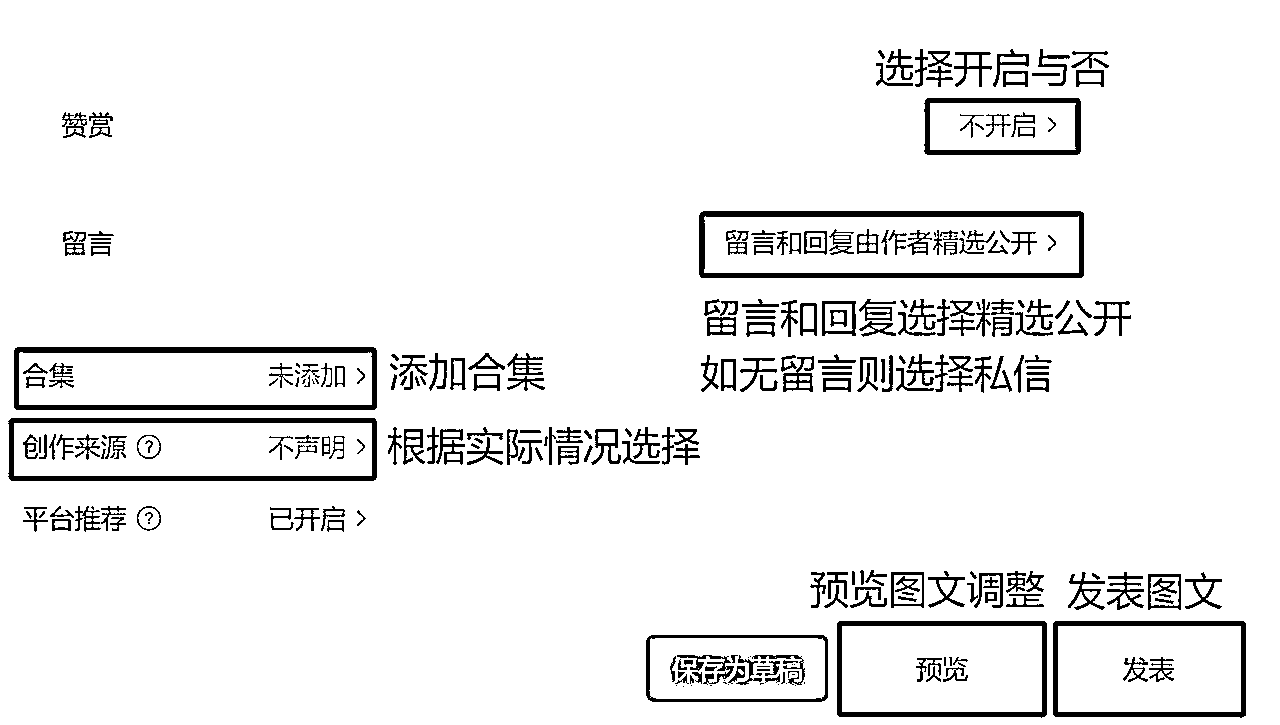 选择开启与否
赞赏
不开启 >
留言
留言和回复由作者精选公开 >
留言和回复选择精选公开
如无留言则选择私信
合集 未添加 >
添加合集
创作来源 ? 不声明 >
根据实际情况选择
平台推荐 ? 已开启 >
预览图文调整 发表图文
保存为草稿 预览 发表